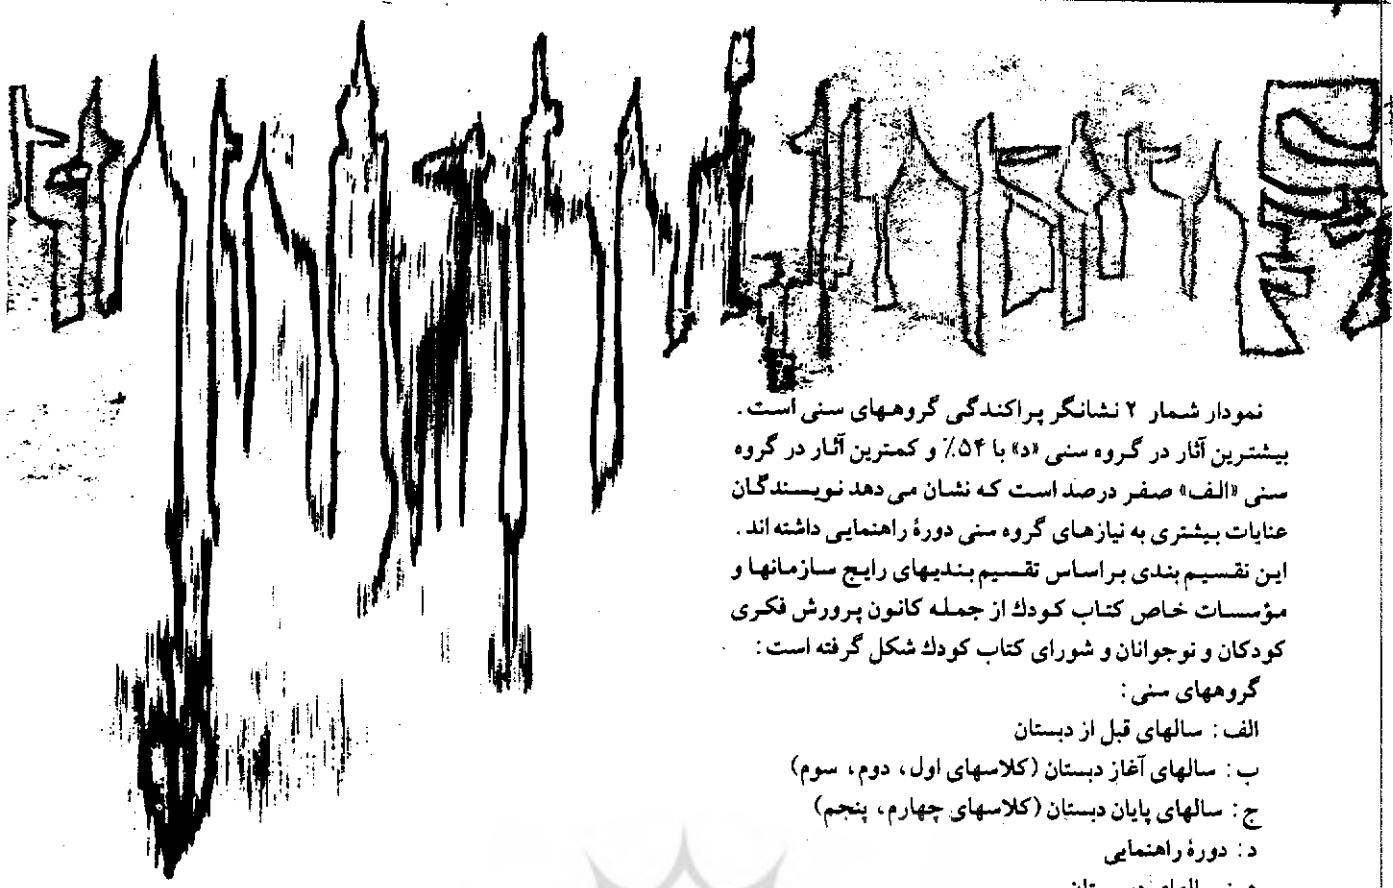 نمودار شمار ۲ نشانگر پراکندگی گروههای سنی است.
بیشترین آثار در گروه سنی «د» با ۵۴٪ و کمترین آثار در گروه
سنی «الف» صفر درصد است که نشان می دهد نویسندگان
عنایات بیشتری به نیازهای گروه سنی دورهٔ راهنمایی داشته اند.
این تقسیم بندی براساس تقسیم بندیهای رایج سازمانها و
مؤسسات خاص کتاب کودك از جمله کانون پرورش فکری
کودکان و نوجوانان و شورای کتاب کودك شکل گرفته است:
گروههای سنی:
الف: سالهای قبل از دبستان
ب: سالهای آغاز دبستان (کلاسهای اول، دوم، سوم)
ج: سالهای پایان دبستان (کلاسهای چهارم، پنجم)
د: دورهٔ راهنمایی